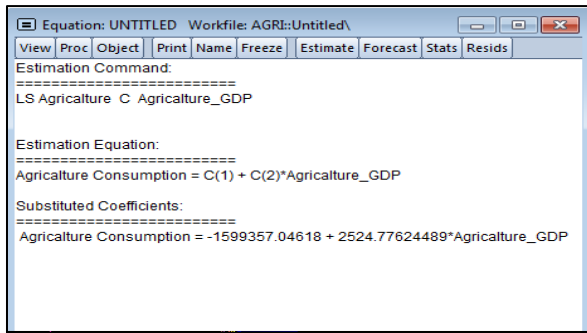 Equation: UNTITLED Workfile: AGRI::Untitled\
View Proc Object Print Name Freeze Estimate Forecast Stats Resids
Estimation Command:
=========================
LS Agricalture C Agricalture_GDP
Estimation Equation:
=========================
Agricalture Consumption = C(1) + C(2)*Agricalture_GDP
Substituted Coefficients:
=========================
Agricalture Consumption = -1599357.04618 + 2524.77624489*Agricalture_GDP